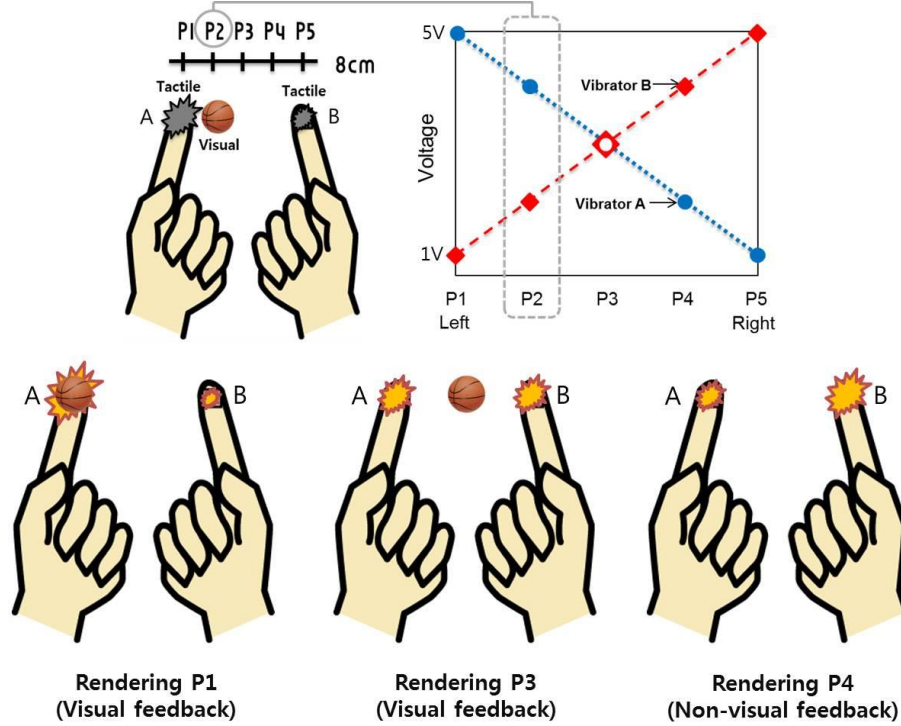 P1 P2 P3 P4 P5
8cm
Tactile
Tactile
A
B
Visual
5V
Voltage
1V
Vibrator B
Vibrator A
P1
P2
P3
P4
P5
Left
Right
A
B
A
B
A
B
Rendering P1
(Visual feedback)
Rendering P3
(Visual feedback)
Rendering P4
(Non-visual feedback)